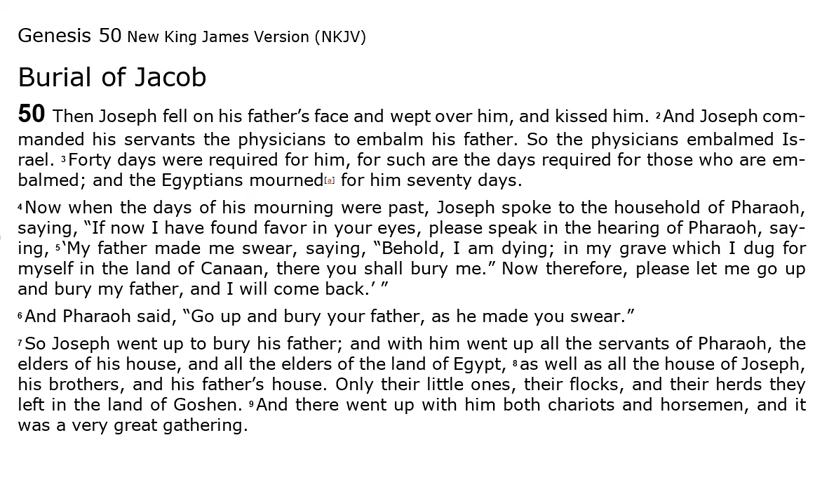 Genesis 50 New King James Version (NKJV)
Burial of Jacob
50 Then Joseph fell on his father’s face and wept over him, and kissed him. 2 And Joseph com-
manded his servants the physicians to embalm his father. So the physicians embalmed Is-
rael. 3 Forty days were required for him, for such are the days required for those who are em-
balmed; and the Egyptians mourned[a] for him seventy days.
4 Now when the days of his mourning were past, Joseph spoke to the household of Pharaoh,
saying, “If now I have found favor in your eyes, please speak in the hearing of Pharaoh, say-
ing, 5 ‘My father made me swear, saying, “Behold, I am dying; in my grave which I dug for
myself in the land of Canaan, there you shall bury me.” Now therefore, please let me go up
and bury my father, and I will come back.’ ”
6 And Pharaoh said, “Go up and bury your father, as he made you swear.”
7 So Joseph went up to bury his father; and with him went up all the servants of Pharaoh, the
elders of his house, and all the elders of the land of Egypt, 8 as well as all the house of Joseph,
his brothers, and his father’s house. Only their little ones, their flocks, and their herds they
left in the land of Goshen. 9 And there went up with him both chariots and horsemen, and it
was a very great gathering.